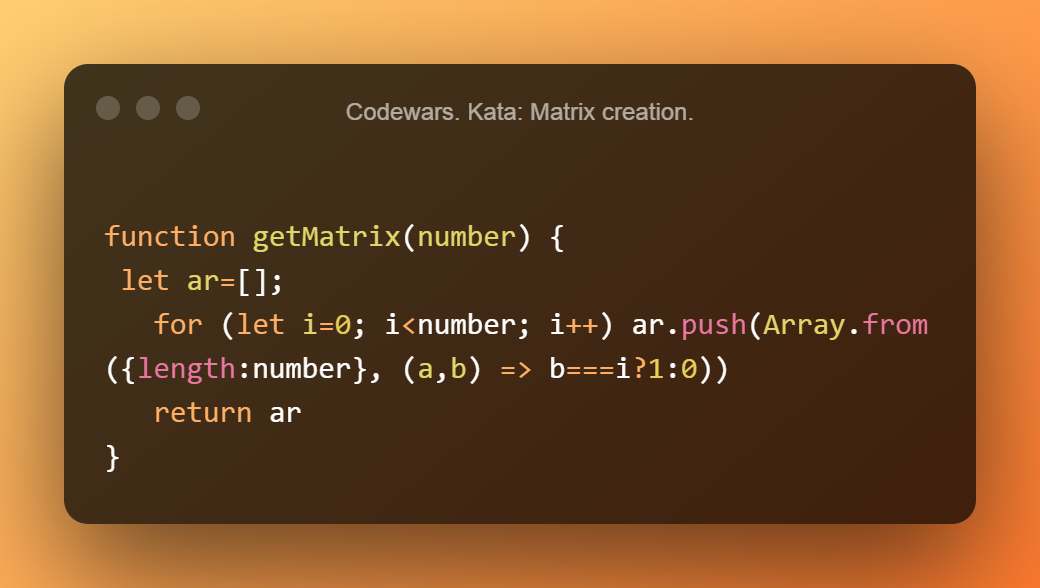 Codewars. Kata: Matrix creation.
function getMatrix(number) {
 let ar=[];
   for (let i=0; i<number; i++) ar.push(Array.from
({length:number}, (a,b) => b===i?1:0))
   return ar
}